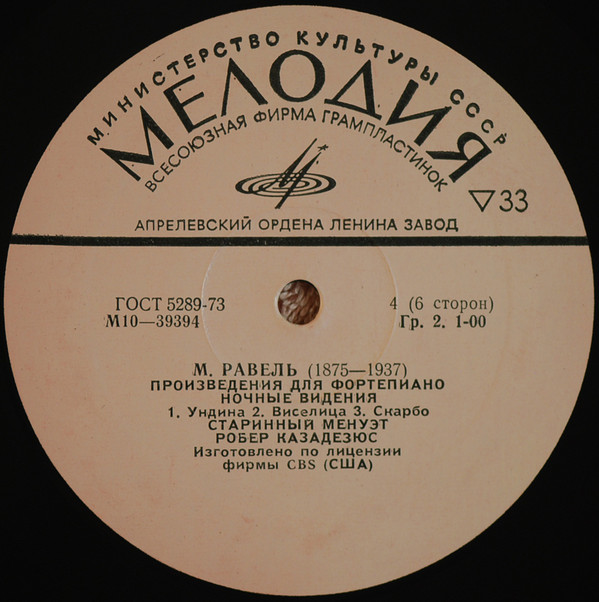 МИНИСТЕРСТВО КУЛЬТУРЫ СССР
МЕЛОДИЯ
ВСЕСОЮЗНАЯ ФИРМА ГРАМПЛАСТИНОК
▽33
АПРЕЛЕВСКИЙ ОРДЕНА ЛЕНИНА ЗАВОД
ГОСТ 5289-73
М10—39394
4 (6 сторон)
Гр. 2. 1-00
М. РАВЕЛЬ (1875—1937)
ПРОИЗВЕДЕНИЯ ДЛЯ ФОРТЕПИАНО
НОЧНЫЕ ВИДЕНИЯ
1. Ундина 2. Виселица 3. Скарбо
СТАРИННЫЙ МЕНУЭТ
РОБЕР КАЗАДЕЗЮС
Изготовлено по лицензии
фирмы CBS (США)